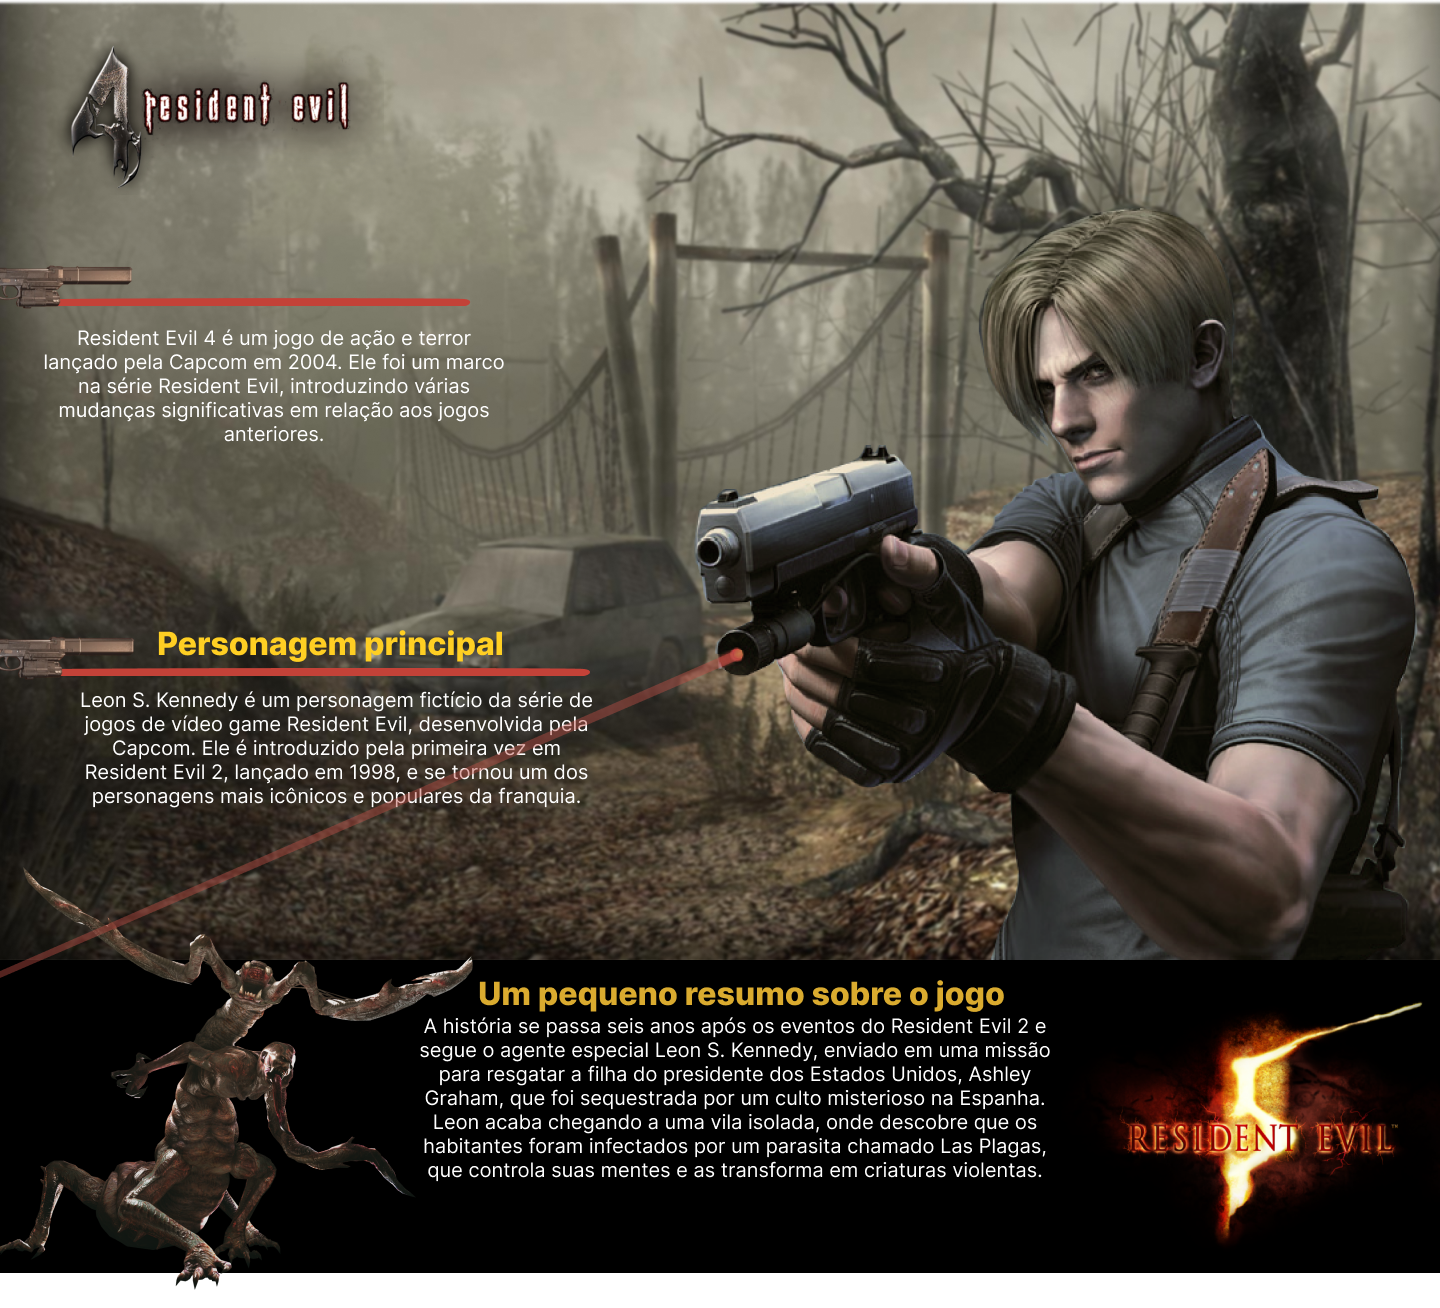 4 resident evil
Resident Evil 4 é um jogo de ação e terror
lançado pela Capcom em 2004. Ele foi um marco
na série Resident Evil, introduzindo várias
mudanças significativas em relação aos jogos
anteriores.
Personagem principal
Leon S. Kennedy é um personagem fictício da série de
jogos de vídeo game Resident Evil, desenvolvida pela
Capcom. Ele é introduzido pela primeira vez em
Resident Evil 2, lançado em 1998, e se tornou um dos
personagens mais icônicos e populares da franquia.
Um pequeno resumo sobre o jogo
A história se passa seis anos após os eventos do Resident Evil 2 e
segue o agente especial Leon S. Kennedy, enviado em uma missão
para resgatar a filha do presidente dos Estados Unidos, Ashley
Graham, que foi sequestrada por um culto misterioso na Espanha.
Leon acaba chegando a uma vila isolada, onde descobre que os
habitantes foram infectados por um parasita chamado Las Plagas,
que controla suas mentes e as transforma em criaturas violentas.
5
RESIDENT EVIL™